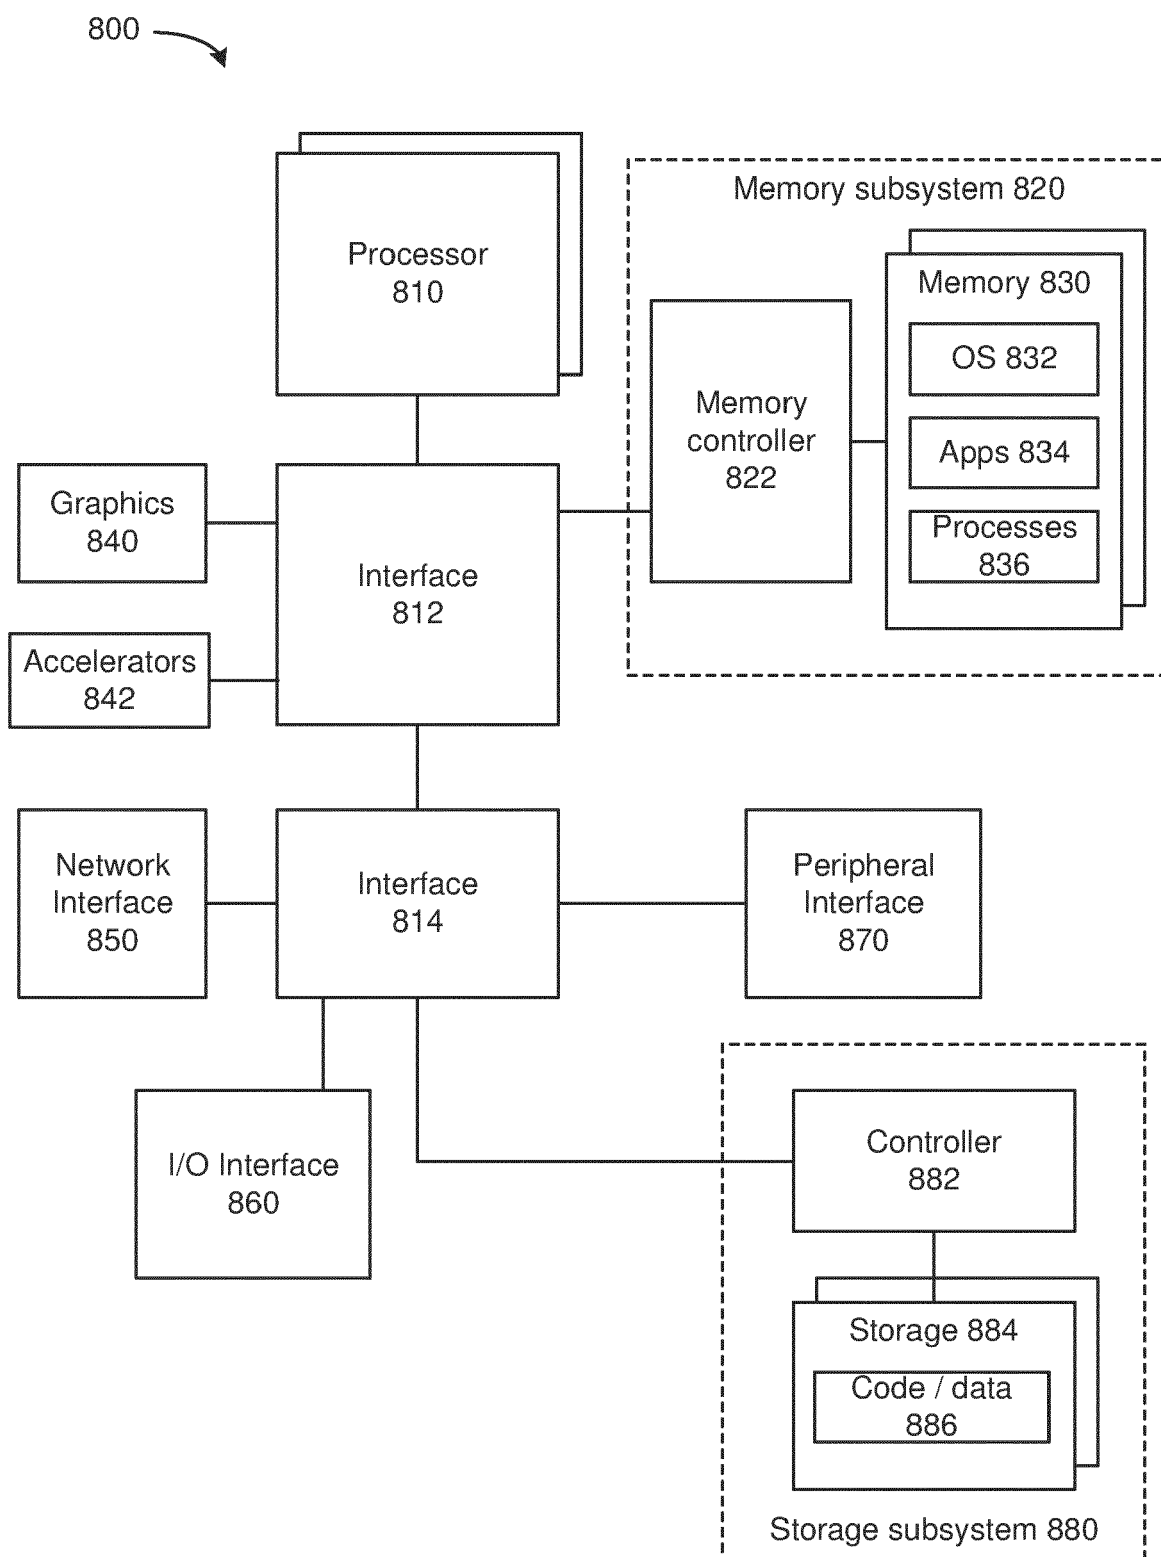 800
Processor
810
Memory subsystem 820
Memory 830
OS 832
Apps 834
Processes
836
Memory
controller
822
Graphics
840
Interface
812
Accelerators
842
Network
Interface
850
Interface
814
Peripheral
Interface
870
I/O Interface
860
Controller
882
Storage 884
Code / data
886
Storage subsystem 880